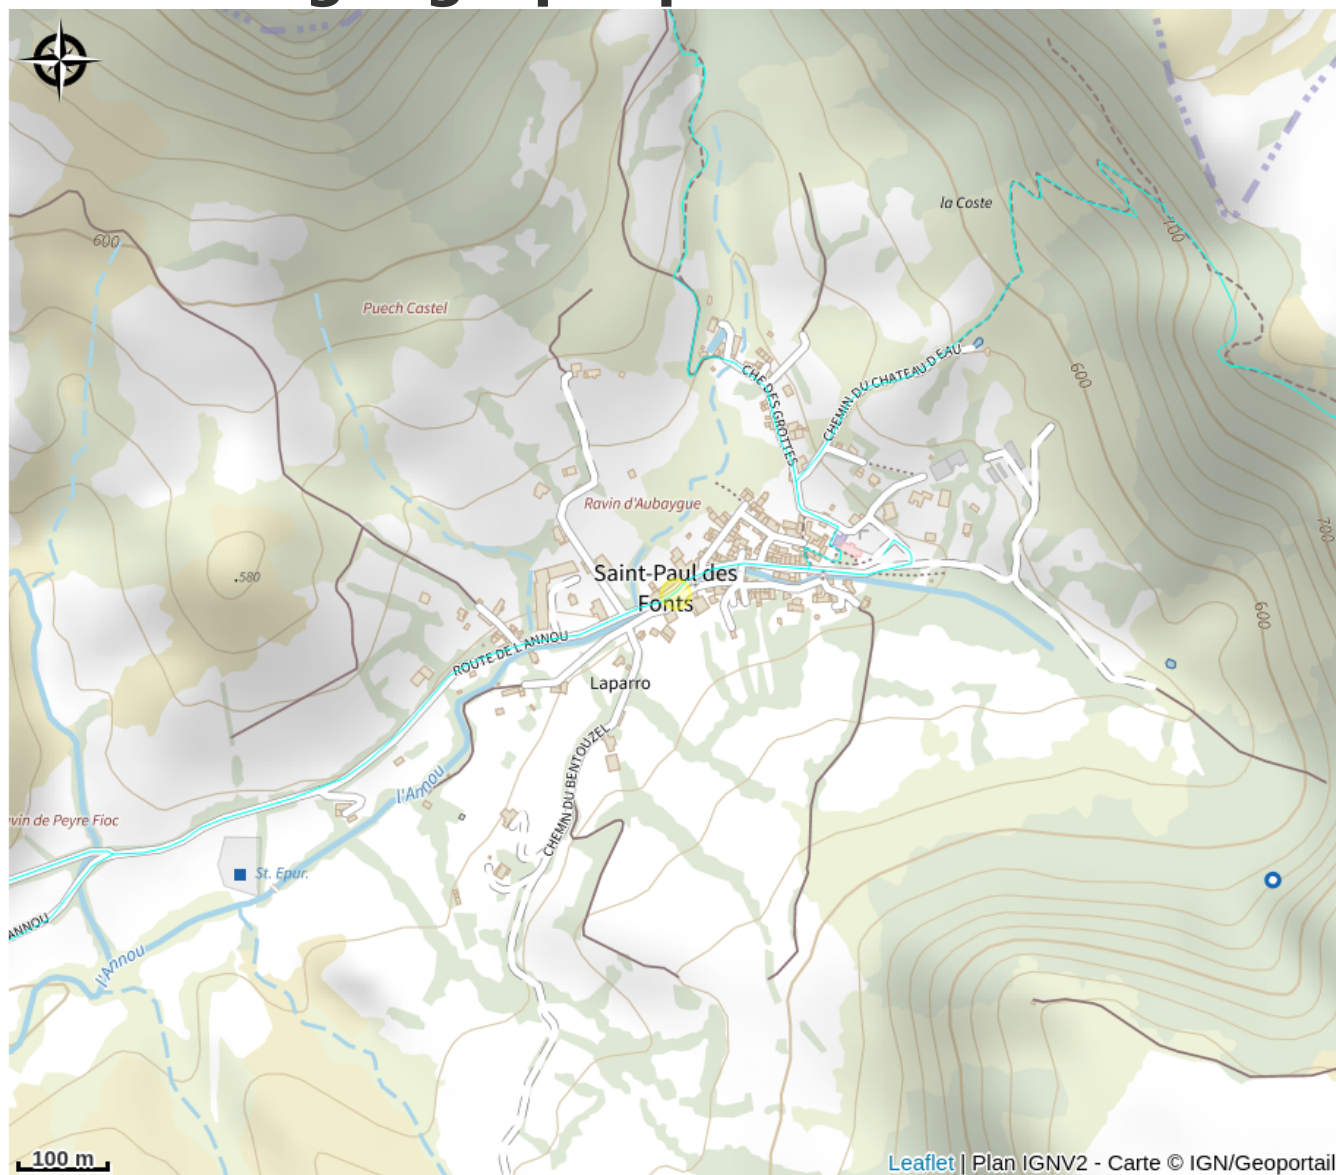 la Coste
600
700
Puech Castel
CHEMIN DU CHATEAU D EAU
CHE DES GROTTES
600
Ravin d'Aubaygue
700
Saint-Paul des
Fonts
580
600
ROUTE DE L ANNOU
Laparro
CHEMIN DU BENTOUZEL
l'Annou
vin de Peyre Fioc
St. Epur.
ANNOU
l'Annou
100 m
Leaflet | Plan IGNV2 - Carte © IGN/Geoportail